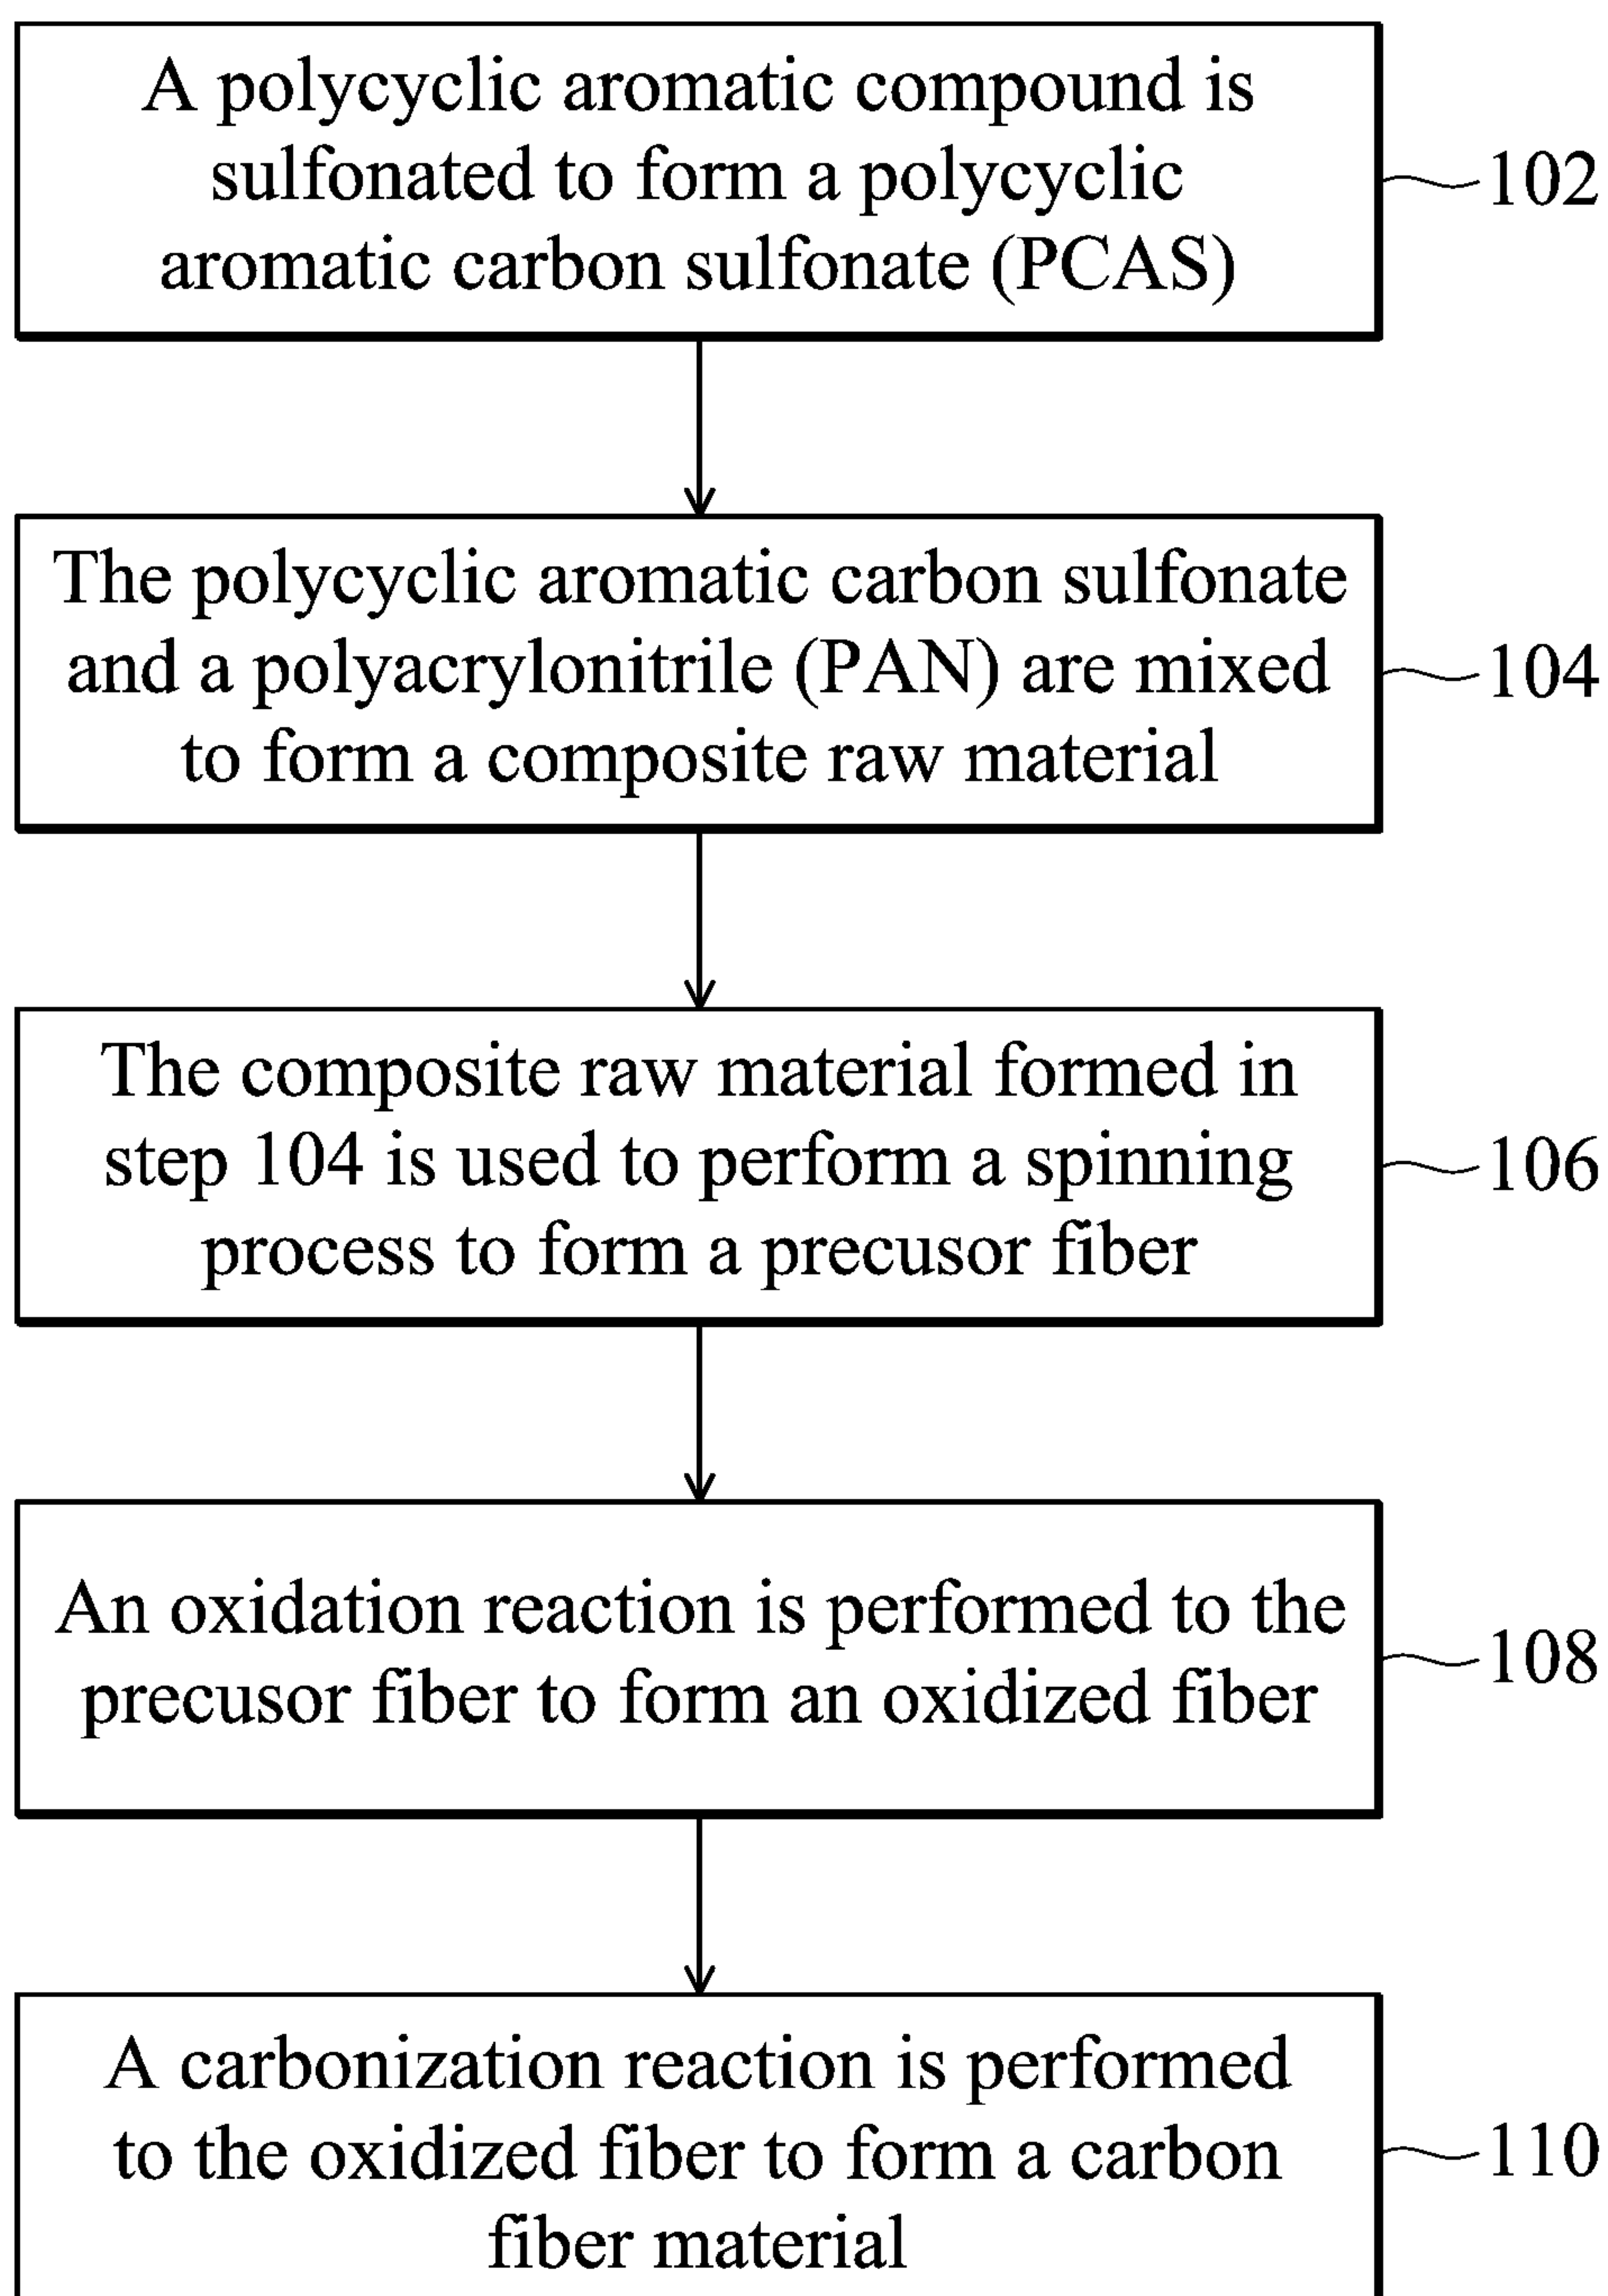 A polycyclic aromatic compound is
sulfonated to form a polycyclic
aromatic carbon sulfonate (PCAS)
102
The polycyclic aromatic carbon sulfonate
and a polyacrylonitrile (PAN) are mixed
to form a composite raw material
104
The composite raw material formed in
step 104 is used to perform a spinning
process to form a precusor fiber
106
An oxidation reaction is performed to the
precusor fiber to form an oxidized fiber
108
A carbonization reaction is performed
to the oxidized fiber to form a carbon
fiber material
110